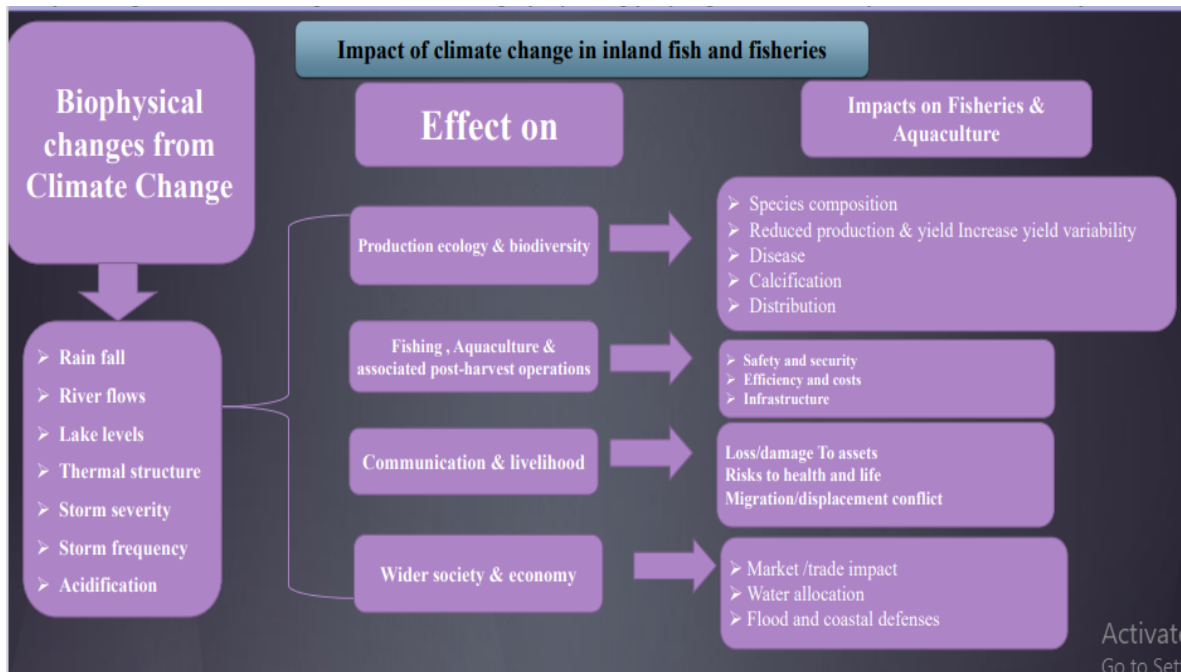 Impact of climate change in inland fish and fisheries
Biophysical
changes from
Climate Change
Effect on
Impacts on Fisheries &
Aquaculture
➢ Rain fall
➢ River flows
➢ Lake levels
➢ Thermal structure
➢ Storm severity
➢ Storm frequency
➢ Acidification
Production ecology & biodiversity
➢ Species composition
➢ Reduced production & yield Increase yield variability
➢ Disease
➢ Calcification
➢ Distribution
Fishing , Aquaculture &
associated post-harvest operations
➢ Safety and security
➢ Efficiency and costs
➢ Infrastructure
Communication & livelihood
Loss/damage To assets
Risks to health and life
Migration/displacement conflict
Wider society & economy
➢ Market /trade impact
➢ Water allocation
➢ Flood and coastal defenses
Activate
Go to Set